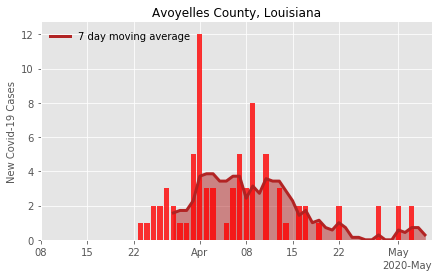 Avoyelles County, Louisiana
7 day moving average
New Covid-19 Cases
12
10
8
6
4
2
0
08 15 22 Apr 08 15 22 May
2020-May